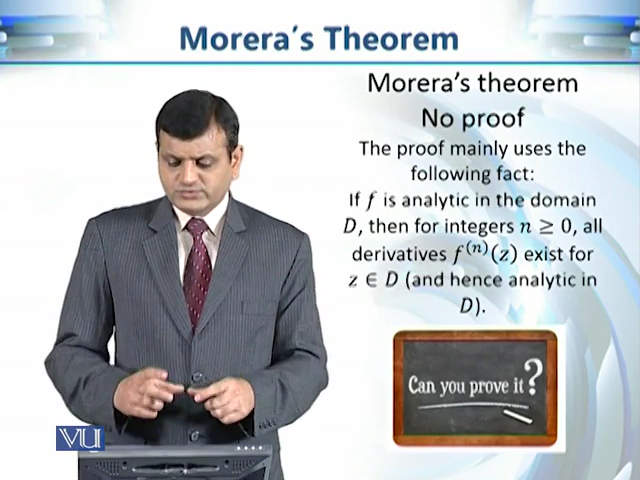 Morera's Theorem
Morera's theorem
No proof
The proof mainly uses the
following fact:
If f is analytic in the domain
D, then for integers n ≥ 0, all
derivatives f⁽ⁿ⁾(z) exist for
z ∈ D (and hence analytic in
D).
Can you prove it?
VU